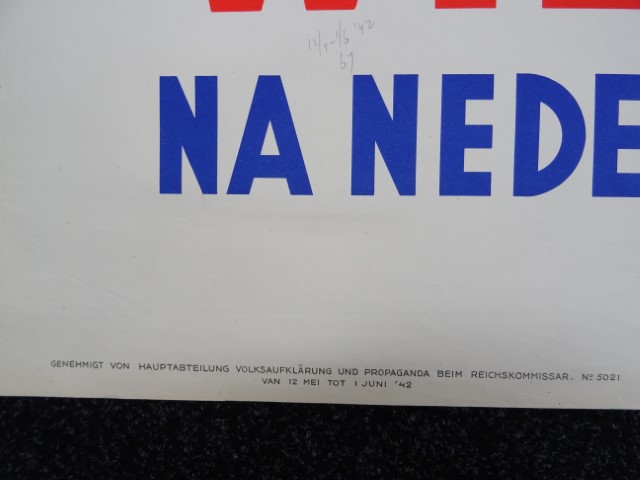 12/5-1/6 '42
NA NEDE
GENEHMIGT VON HAUPTABTEILUNG VOLKSAUFKLÄRUNG UND PROPAGANDA BEIM REICHSKOMMISSAR. No 5021
VAN 12 MEI TOT 1 JUNI '42